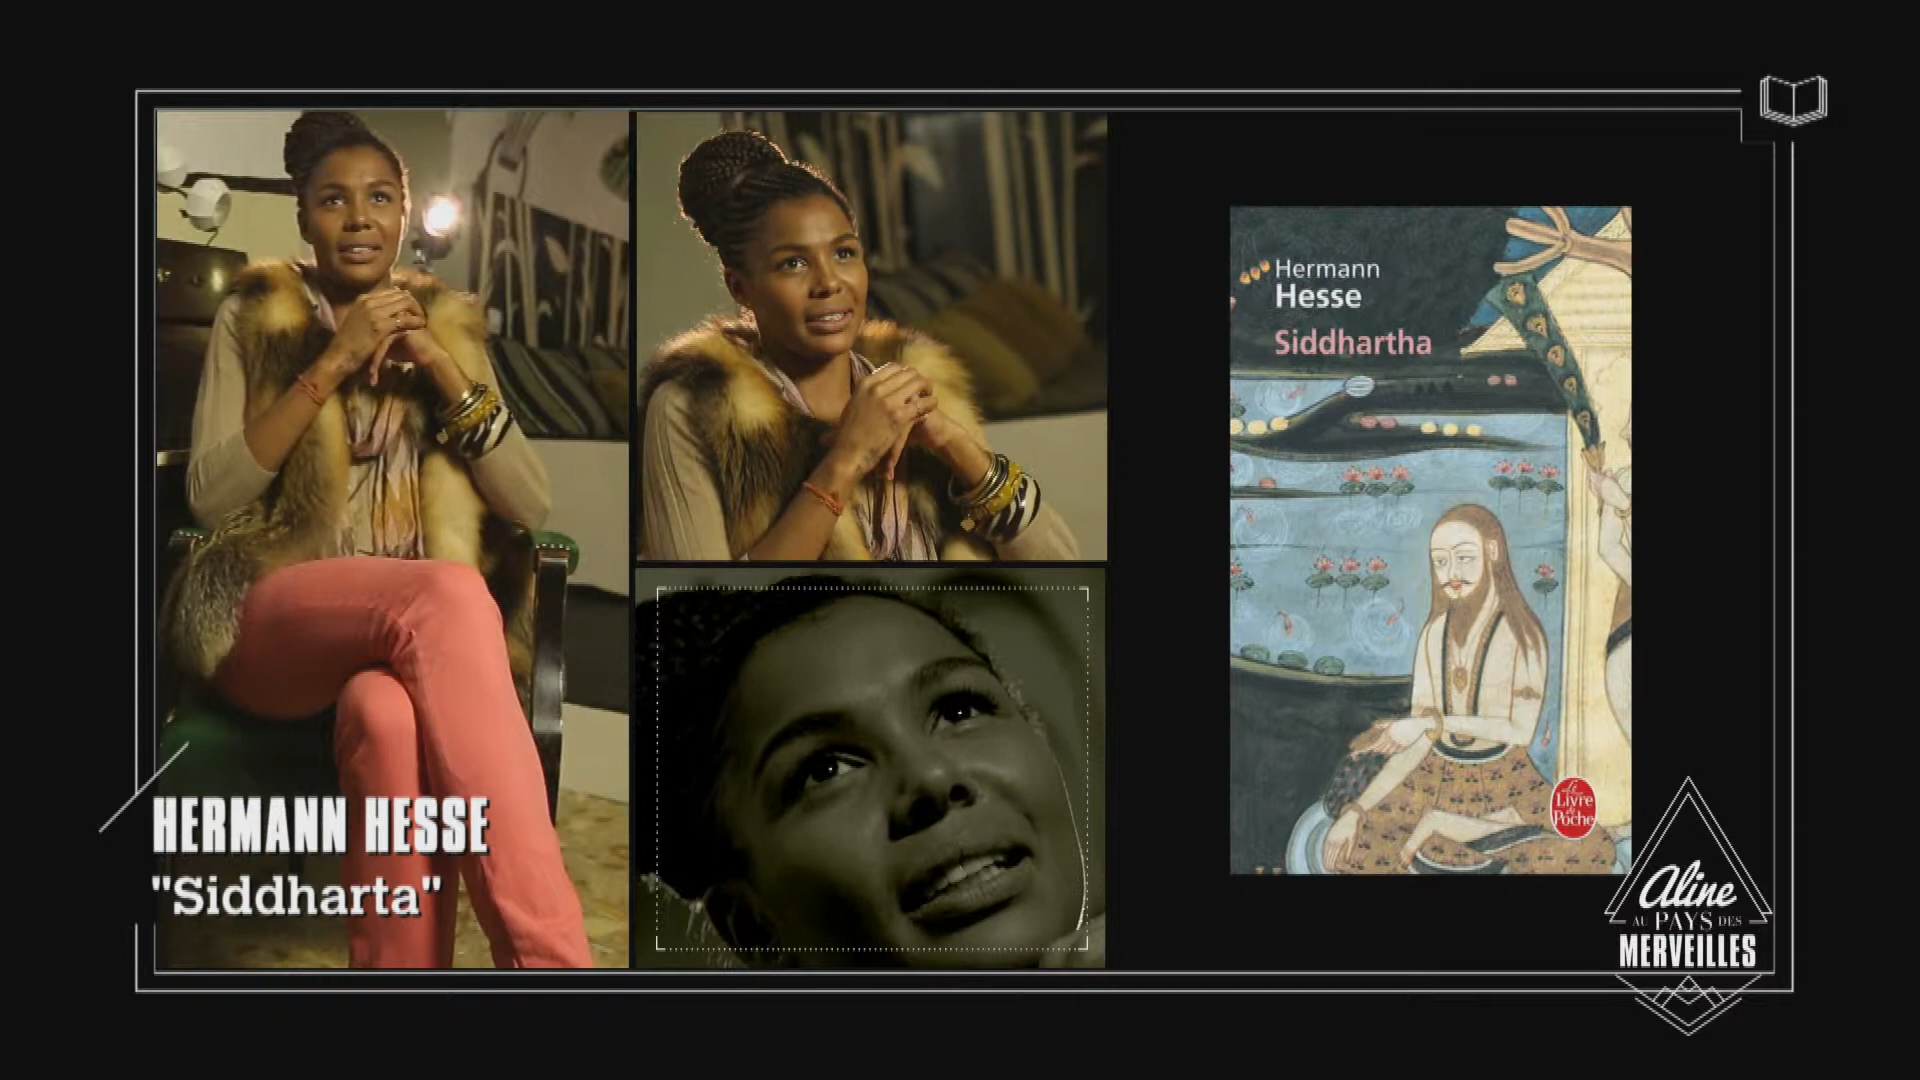 HERMANN HESSE
"Siddharta"
Hermann
Hesse
Siddhartha
Le
Livre
de
Poche
Aline
AU PAYS DES
MERVEILLES